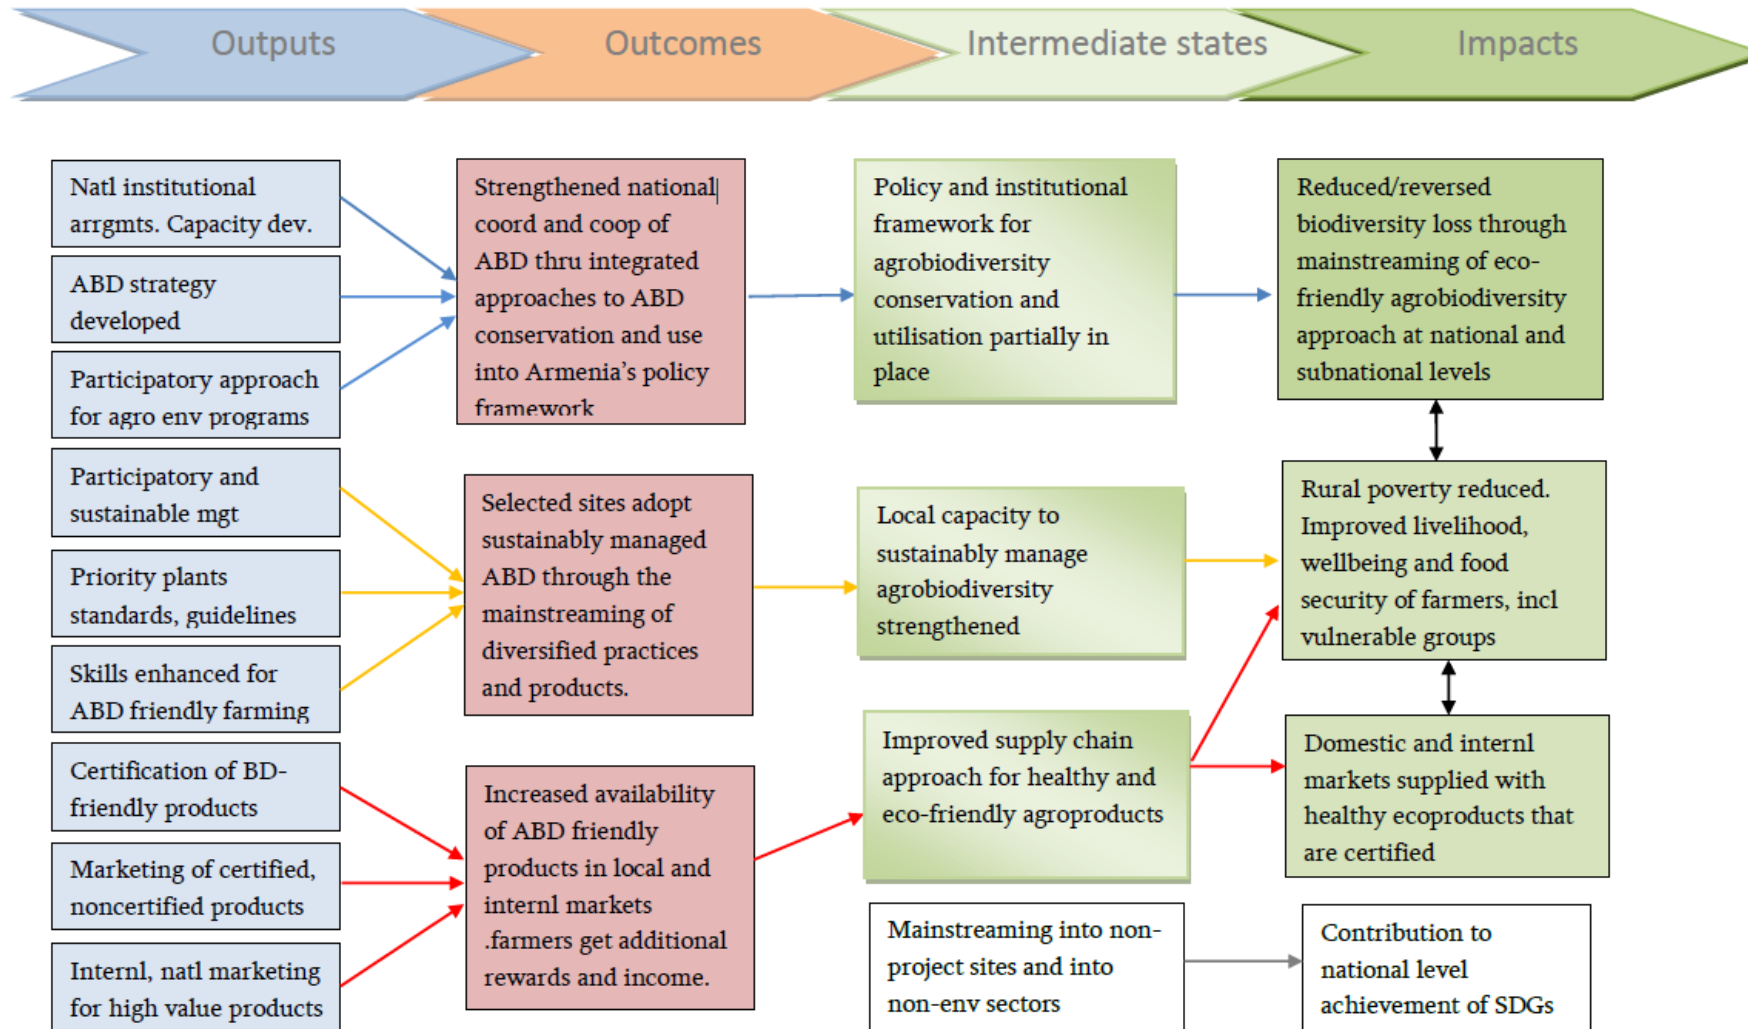 Outputs
Outcomes
Intermediate states
Impacts
Natl institutional
arrgmts. Capacity dev.
ABD strategy
developed
Participatory approach
for agro env programs
Participatory and
sustainable mgt
Priority plants
standards, guidelines
Skills enhanced for
ABD friendly farming
Certification of BD-
friendly products
Marketing of certified,
noncertified products
Internl, natl marketing
for high value products
Strengthened national
coord and coop of
ABD thru integrated
approaches to ABD
conservation and use
into Armenia's policy
framework
Selected sites adopt
sustainably managed
ABD through the
mainstreaming of
diversified practices
and products.
Increased availability
of ABD friendly
products in local and
internl markets
.farmers get additional
rewards and income.
Policy and institutional
framework for
agrobiodiversity
conservation and
utilisation partially in
place
Local capacity to
sustainably manage
agrobiodiversity
strengthened
Improved supply chain
approach for healthy and
eco-friendly agroproducts
Mainstreaming into non-
project sites and into
non-env sectors
Reduced/reversed
biodiversity loss through
mainstreaming of eco-
friendly agrobiodiversity
approach at national and
subnational levels
Rural poverty reduced.
Improved livelihood,
wellbeing and food
security of farmers, incl
vulnerable groups
Domestic and internl
markets supplied with
healthy ecoproducts that
are certified
Contribution to
national level
achievement of SDGs